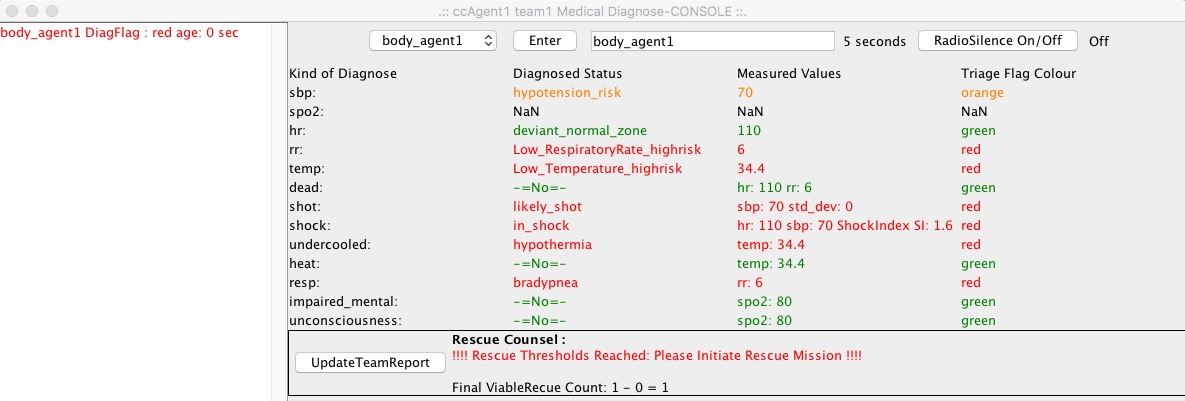 .:: ccAgent1 team1 Medical Diagnose-CONSOLE ::.
body_agent1 DiagFlag : red age: 0 sec
body_agent1 Enter body_agent1 5 seconds RadioSilence On/Off Off
Kind of Diagnose Diagnosed Status Measured Values Triage Flag Colour
sbp: hypotension_risk 70 orange
spo2: NaN NaN NaN
hr: deviant_normal_zone 110 green
rr: Low_RespiratoryRate_highrisk 6 red
temp: Low_Temperature_highrisk 34.4 red
dead: -=No=- hr: 110 rr: 6 green
shot: likely_shot sbp: 70 std_dev: 0 red
shock: in_shock hr: 110 sbp: 70 ShockIndex SI: 1.6 red
undercooled: hypothermia temp: 34.4 red
heat: -=No=- temp: 34.4 green
resp: bradypnea rr: 6 red
impaired_mental: -=No=- spo2: 80 green
unconsciousness: -=No=- spo2: 80 green
Rescue Counsel :
UpdateTeamReport !!!! Rescue Thresholds Reached: Please Initiate Rescue Mission !!!!
Final ViableRecue Count: 1 - 0 = 1